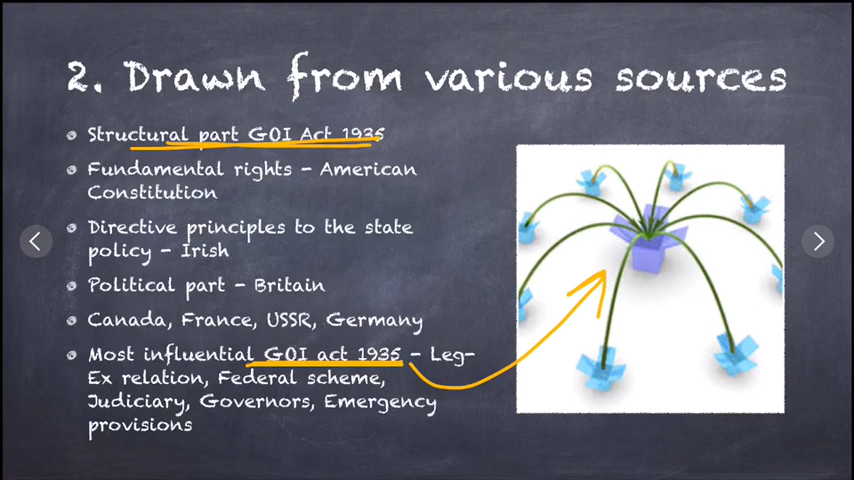 2. Drawn from various sources
Structural part GOI Act 1935
Fundamental rights - American
Constitution
Directive principles to the state
policy - Irish
Political part - Britain
Canada, France, USSR, Germany
Most influential GOI act 1935 - Leg-
Ex relation, Federal scheme,
Judiciary, Governors, Emergency
provisions